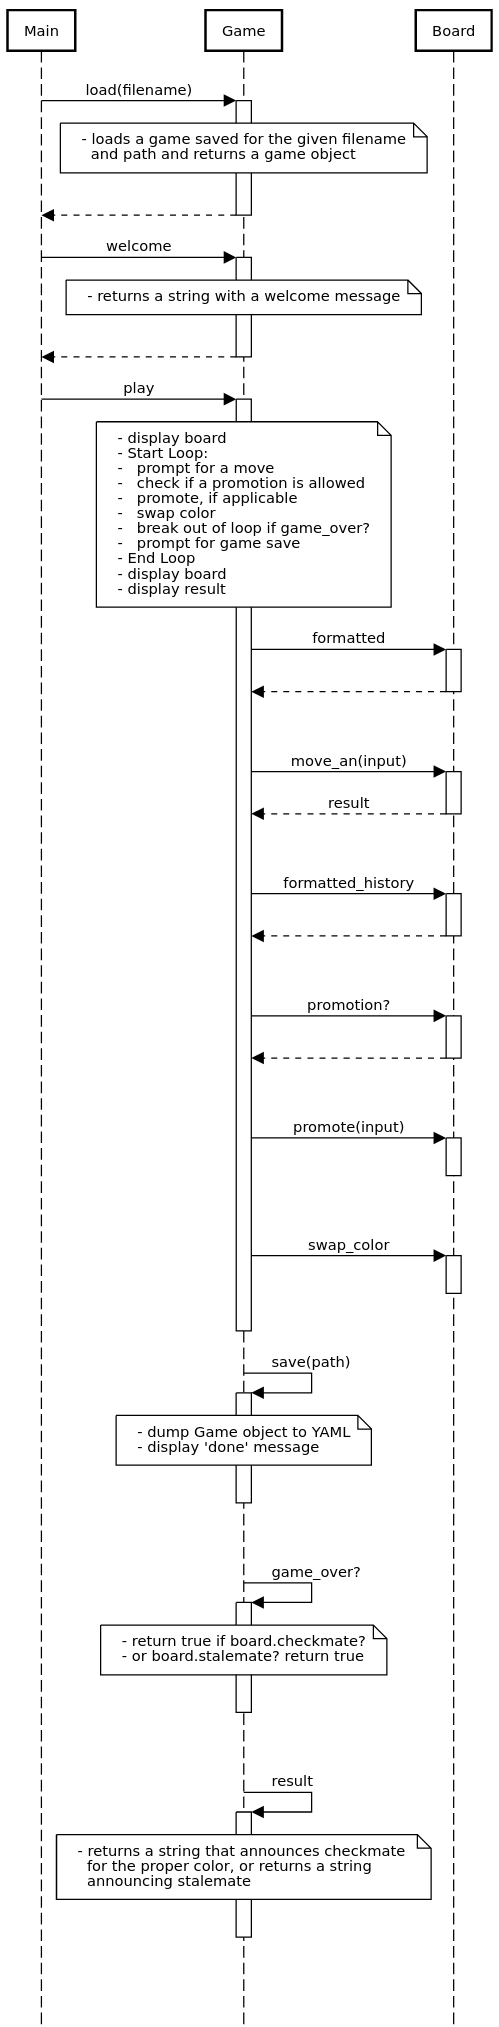 Main
Game
Board
load(filename)
- loads a game saved for the given filename
and path and returns a game object
welcome
- returns a string with a welcome message
play
- display board
- Start Loop:
-   prompt for a move
-   check if a promotion is allowed
-   promote, if applicable
-   swap color
-   break out of loop if game_over?
-   prompt for game save
- End Loop
- display board
- display result
formatted
move_an(input)
result
formatted_history
promotion?
promote(input)
swap_color
save(path)
- dump Game object to YAML
- display 'done' message
game_over?
- return true if board.checkmate?
- or board.stalemate? return true
result
- returns a string that announces checkmate
for the proper color, or returns a string
announcing stalemate